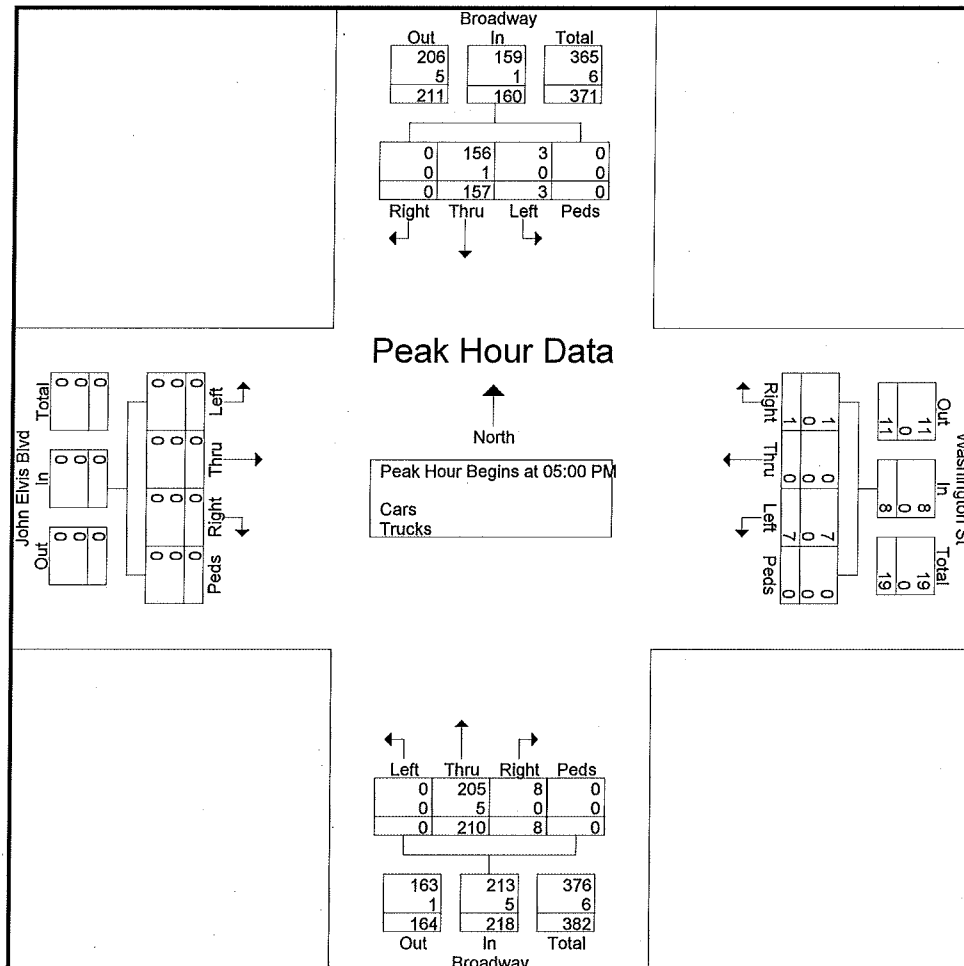 Broadway
Out In Total
206 159 365
5 1 6
211 160 371
0 156 3 0
0 1 0 0
0 157 3 0
Right Thru Left Peds
Peak Hour Data
North
Peak Hour Begins at 05:00 PM
Cars
Trucks
John Elvis Blvd
Out In Total
0 0 0
0 0 0
0 0 0
Left Thru Right Peds
0 0 0 0
0 0 0 0
0 0 0 0
Washington St
Out In Total
11 8 19
0 0 0
11 8 19
1 0 7 0
0 0 0 0
1 0 7 0
Right Thru Left Peds
Left Thru Right Peds
0 205 8 0
0 5 0 0
0 210 8 0
163 213 376
1 5 6
164 218 382
Out In Total
Broadway